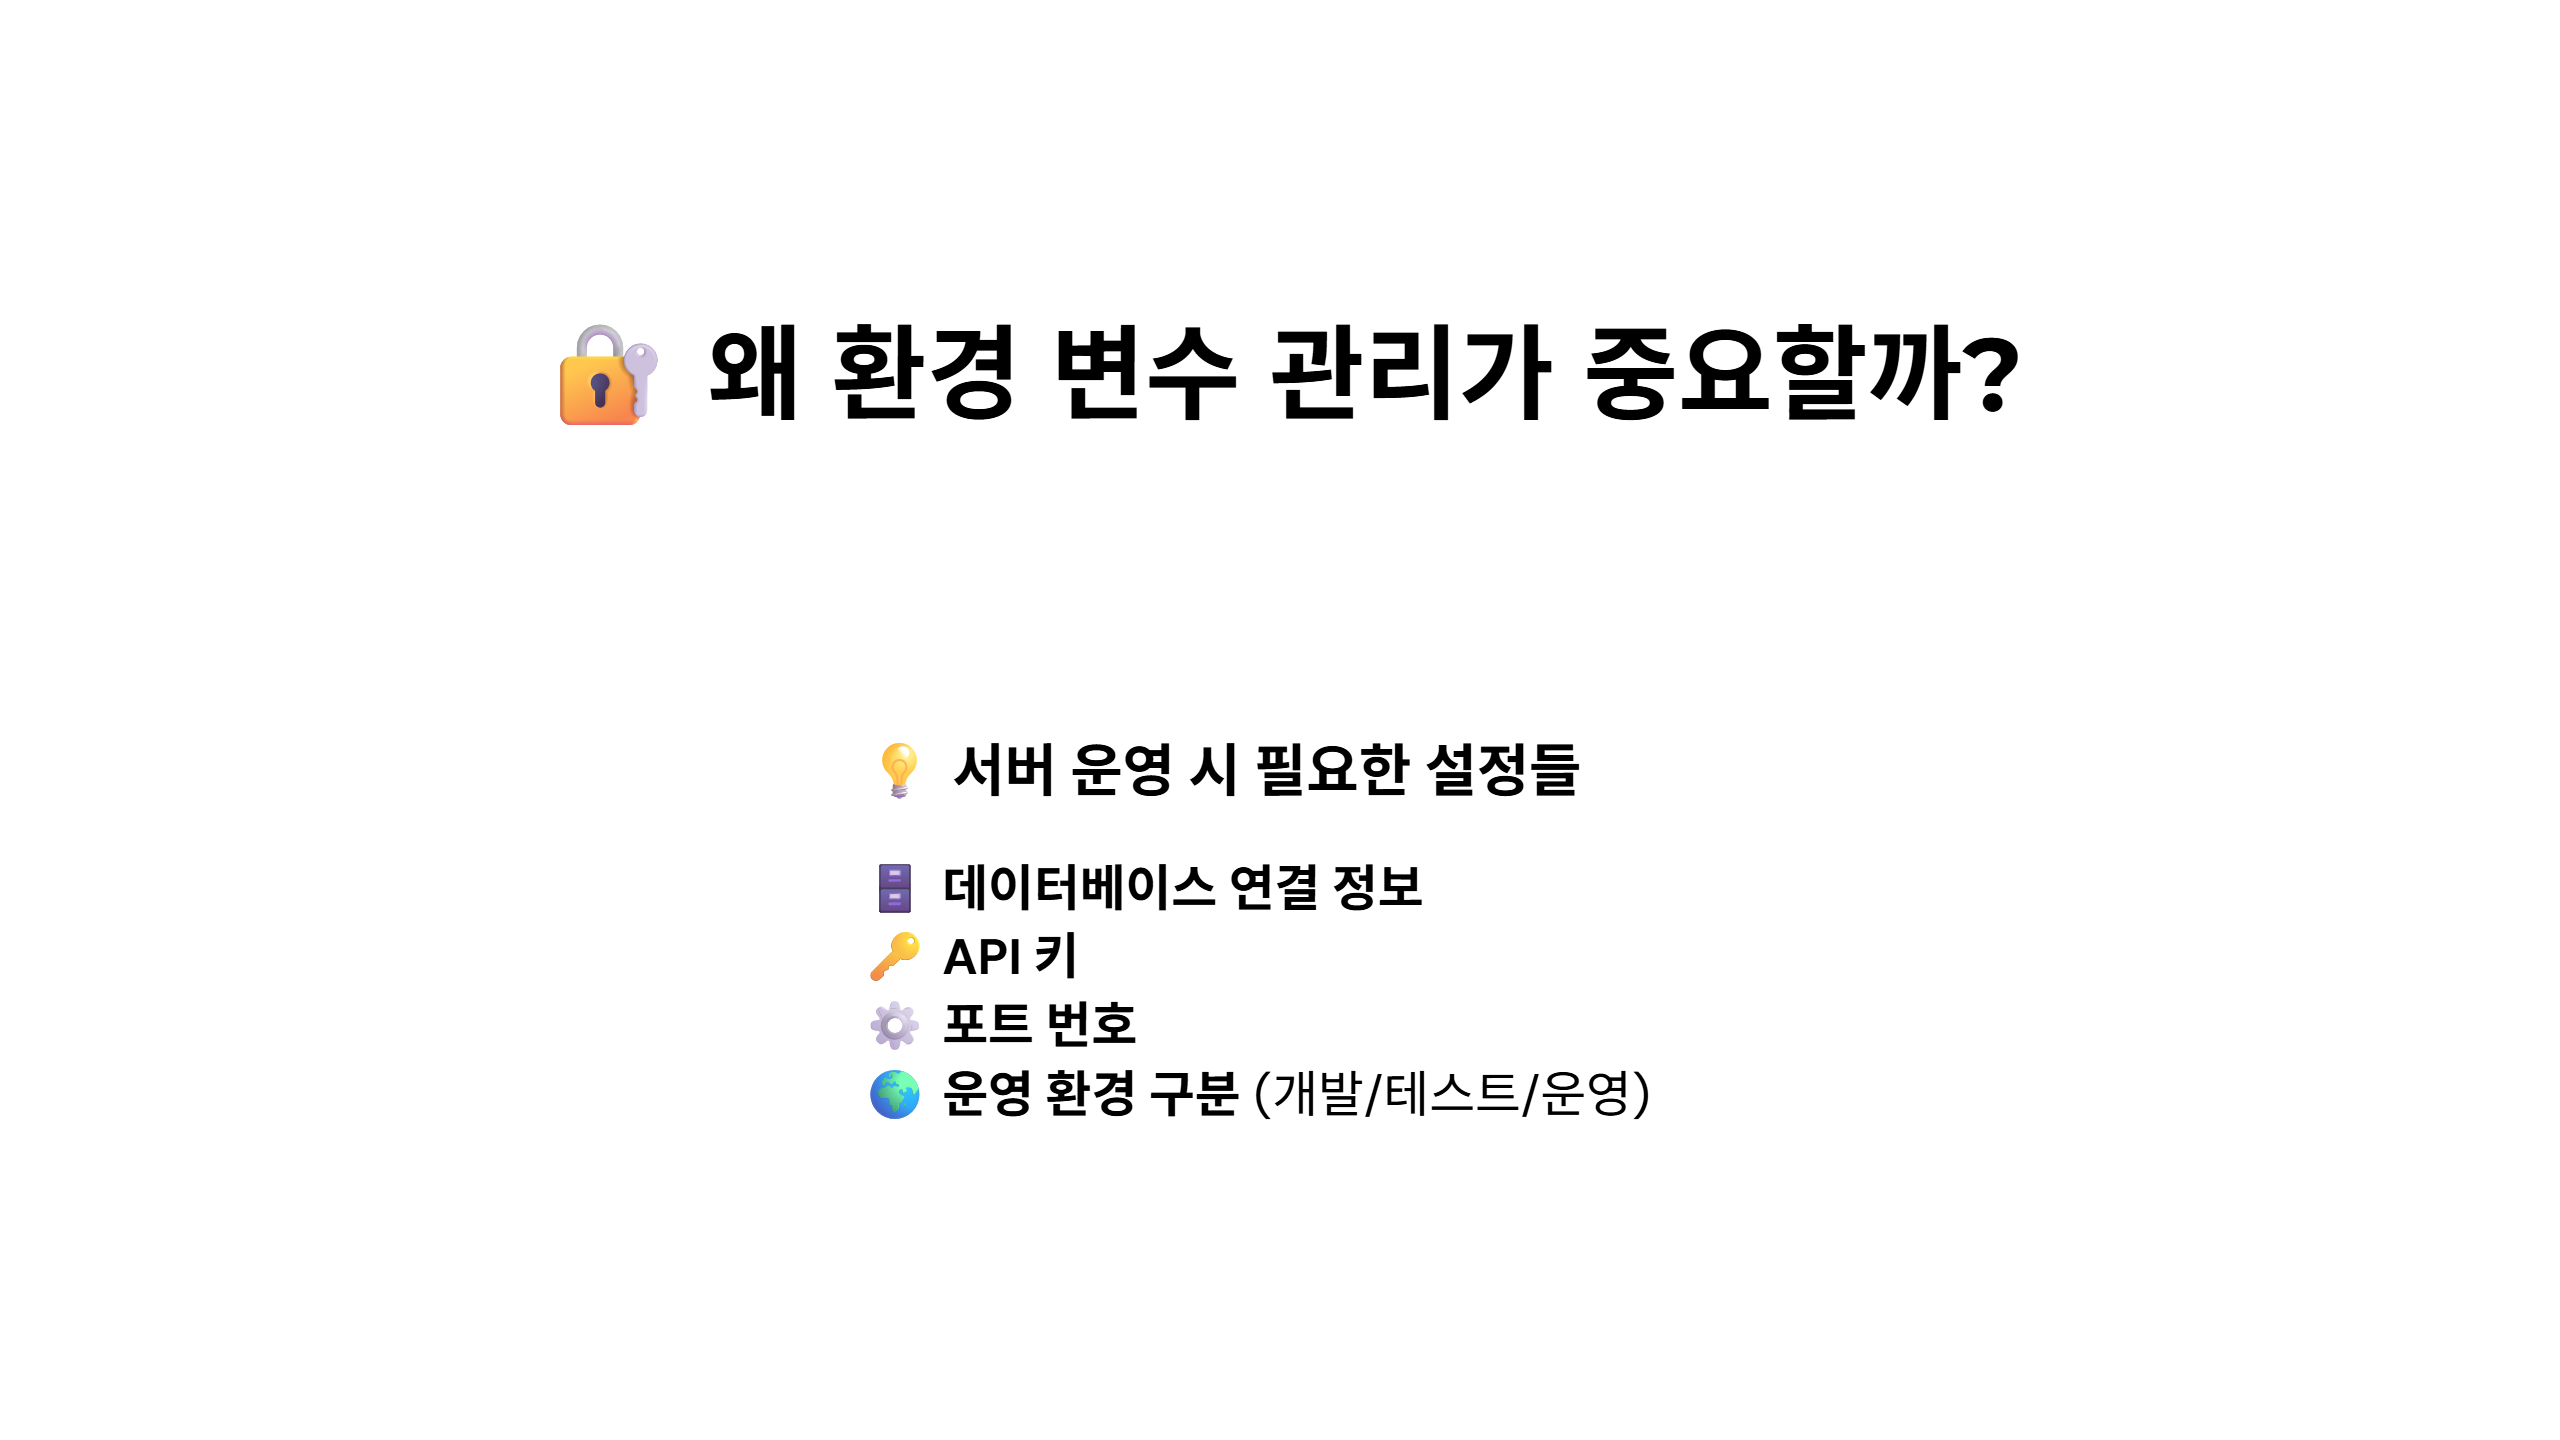 🔐 왜 환경 변수 관리가 중요할까?
💡 서버 운영 시 필요한 설정들
🗄️ 데이터베이스 연결 정보
🔑 API 키
⚙️ 포트 번호
🌍 운영 환경 구분 (개발/테스트/운영)